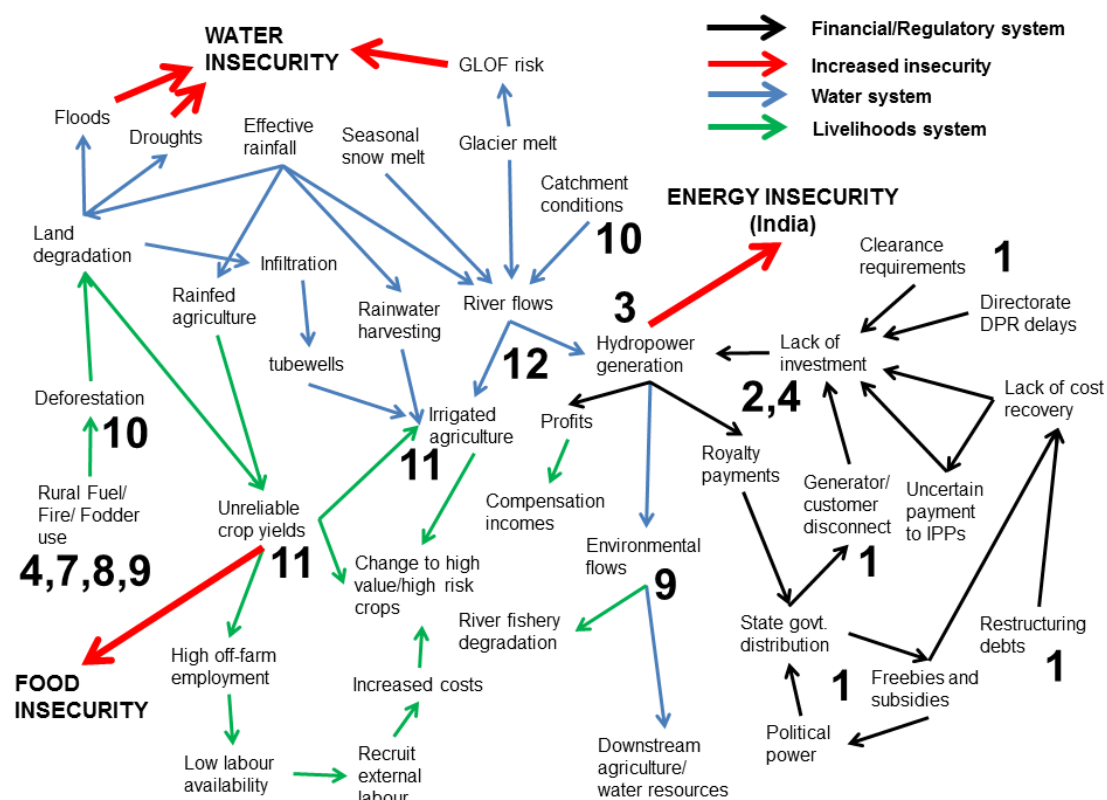 WATER
INSECURITY
GLOF risk
Financial/Regulatory system
Increased insecurity
Water system
Livelihoods system
Floods
Droughts
Effective
rainfall
Seasonal
snow melt
Glacier melt
Catchment
conditions
10
ENERGY INSECURITY
(India)
Clearance
requirements
1
Directorate
DPR delays
Land
degradation
Infiltration
Rainfed
agriculture
Rainwater
harvesting
River flows
3
Hydropower
generation
Lack of
investment
2,4
Lack of cost
recovery
tubewells
12
Deforestation
10
Irrigated
agriculture
11
Profits
Royalty
payments
Compensation
incomes
Generator/
customer
disconnect
1
Uncertain
payment
to IPPs
Rural Fuel/
Fire/ Fodder
use
4,7,8,9
Unreliable
crop yields
11
Change to high
value/high risk
crops
Environmental
flows
9
River fishery
degradation
State govt.
distribution
1
Restructuring
debts
1
Freebies and
subsidies
Political
power
High off-farm
employment
FOOD
INSECURITY
Increased costs
Low labour
availability
Recruit
external
labour
Downstream
agriculture/
water resources